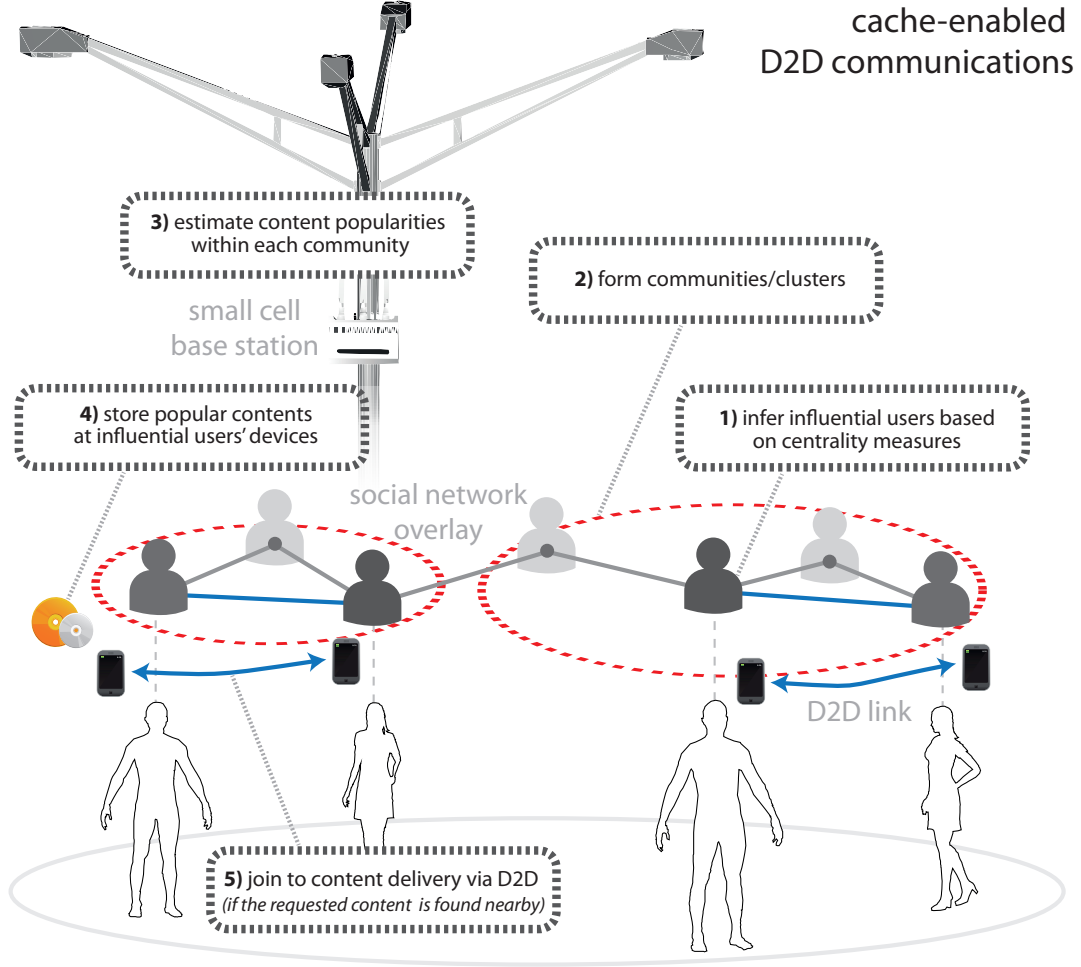 cache-enabled
D2D communications
3) estimate content popularities
within each community
2) form communities/clusters
small cell
base station
4) store popular contents
at influential users' devices
1) infer influential users based
on centrality measures
social network
overlay
D2D link
5) join to content delivery via D2D
(if the requested content is found nearby)